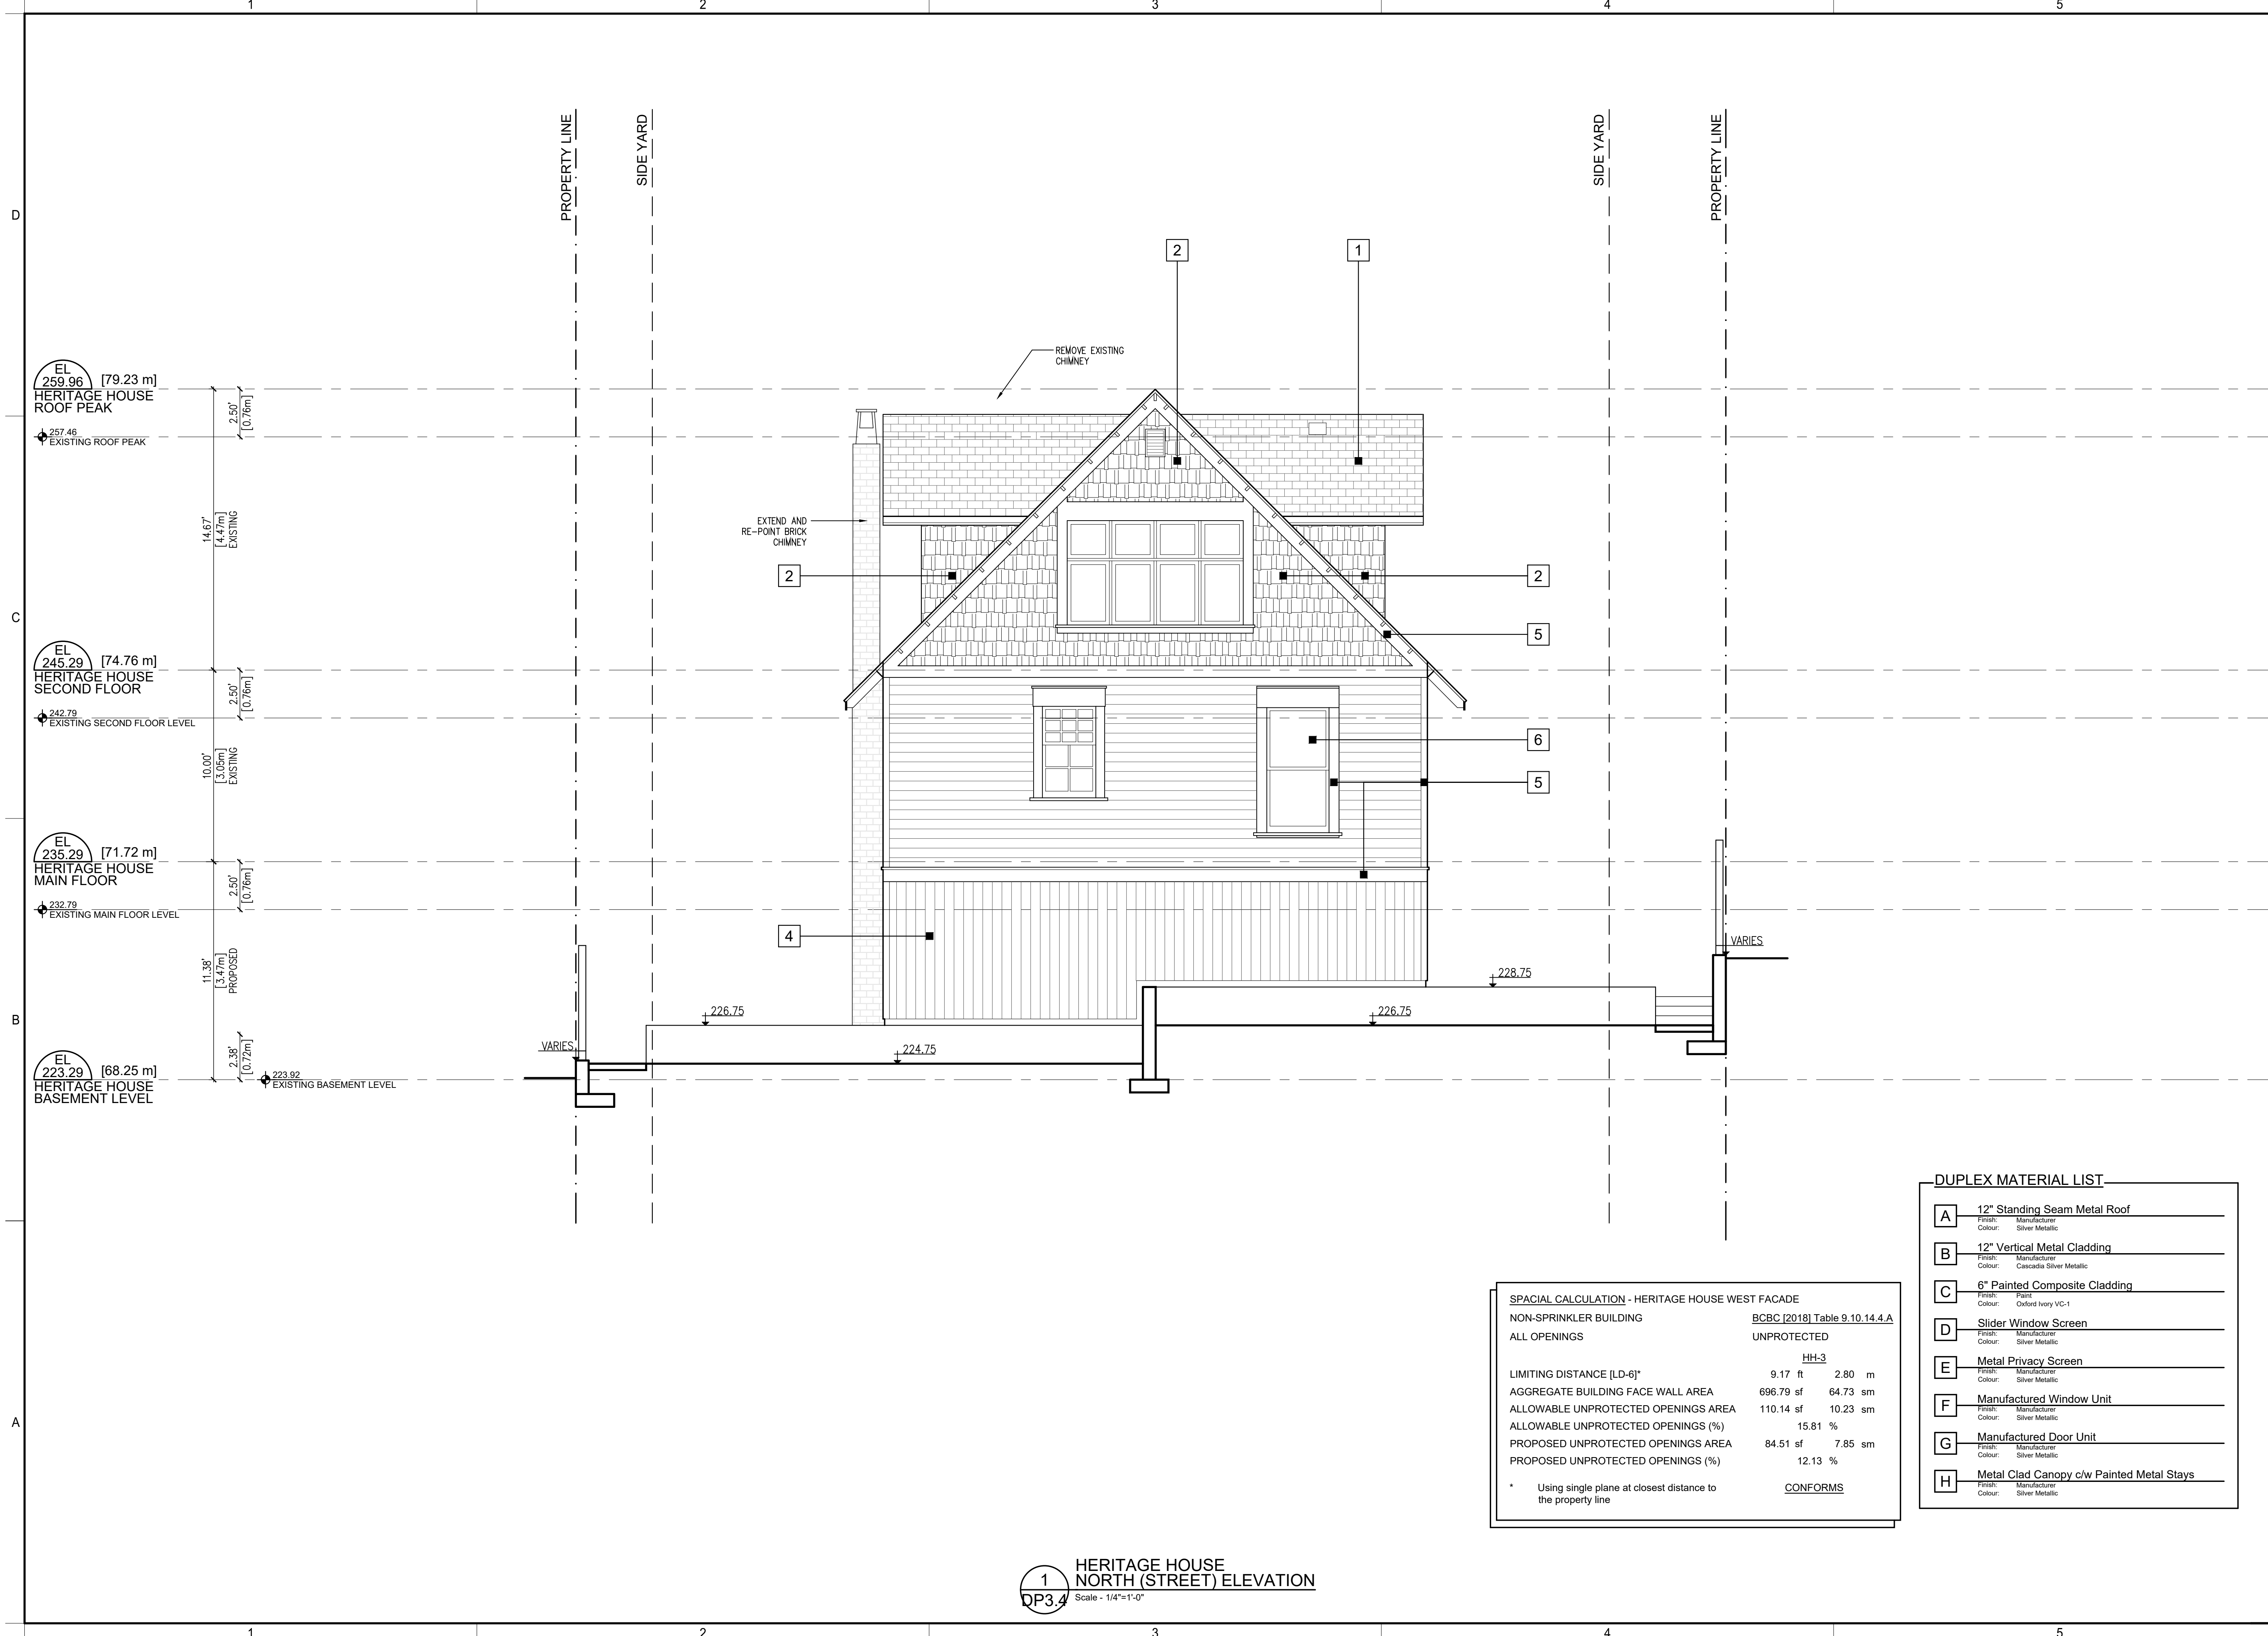 1 2 3 4 5
D
C
B
A
PROPERTY LINE
SIDE YARD
SIDE YARD
PROPERTY LINE
2
1
REMOVE EXISTING
CHIMNEY
EL
259.96 [79.23 m]
HERITAGE HOUSE
ROOF PEAK
257.46
EXISTING ROOF PEAK
2.50'
[0.76m]
14.67'
[4.47m]
EXISTING
EXTEND AND
RE-POINT BRICK
CHIMNEY
2
2
5
EL
245.29 [74.76 m]
HERITAGE HOUSE
SECOND FLOOR
242.79
EXISTING SECOND FLOOR LEVEL
2.50'
[0.76m]
10.00'
[3.05m]
EXISTING
6
5
EL
235.29 [71.72 m]
HERITAGE HOUSE
MAIN FLOOR
232.79
EXISTING MAIN FLOOR LEVEL
2.50'
[0.76m]
11.38'
[3.47m]
PROPOSED
4
VARIES
228.75
226.75
226.75
VARIES
224.75
2.38'
[0.72m]
EL
223.29 [68.25 m]
HERITAGE HOUSE
BASEMENT LEVEL
223.92
EXISTING BASEMENT LEVEL
SPACIAL CALCULATION - HERITAGE HOUSE WEST FACADE
NON-SPRINKLER BUILDING BCBC [2018] Table 9.10.14.4.A
ALL OPENINGS UNPROTECTED
HH-3
LIMITING DISTANCE [LD-6]* 9.17 ft 2.80 m
AGGREGATE BUILDING FACE WALL AREA 696.79 sf 64.73 sm
ALLOWABLE UNPROTECTED OPENINGS AREA 110.14 sf 10.23 sm
ALLOWABLE UNPROTECTED OPENINGS (%) 15.81 %
PROPOSED UNPROTECTED OPENINGS AREA 84.51 sf 7.85 sm
PROPOSED UNPROTECTED OPENINGS (%) 12.13 %
* Using single plane at closest distance to CONFORMS
the property line
DUPLEX MATERIAL LIST
A 12" Standing Seam Metal Roof
Finish: Manufacturer
Colour: Silver Metallic
B 12" Vertical Metal Cladding
Finish: Manufacturer
Colour: Cascadia Silver Metallic
C 6" Painted Composite Cladding
Finish: Paint
Colour: Oxford Ivory VC-1
D Slider Window Screen
Finish: Manufacturer
Colour: Silver Metallic
E Metal Privacy Screen
Finish: Manufacturer
Colour: Silver Metallic
F Manufactured Window Unit
Finish: Manufacturer
Colour: Silver Metallic
G Manufactured Door Unit
Finish: Manufacturer
Colour: Silver Metallic
H Metal Clad Canopy c/w Painted Metal Stays
Finish: Manufacturer
Colour: Silver Metallic
1
DP3.4
HERITAGE HOUSE
NORTH (STREET) ELEVATION
Scale - 1/4"=1'-0"
1 2 3 4 5